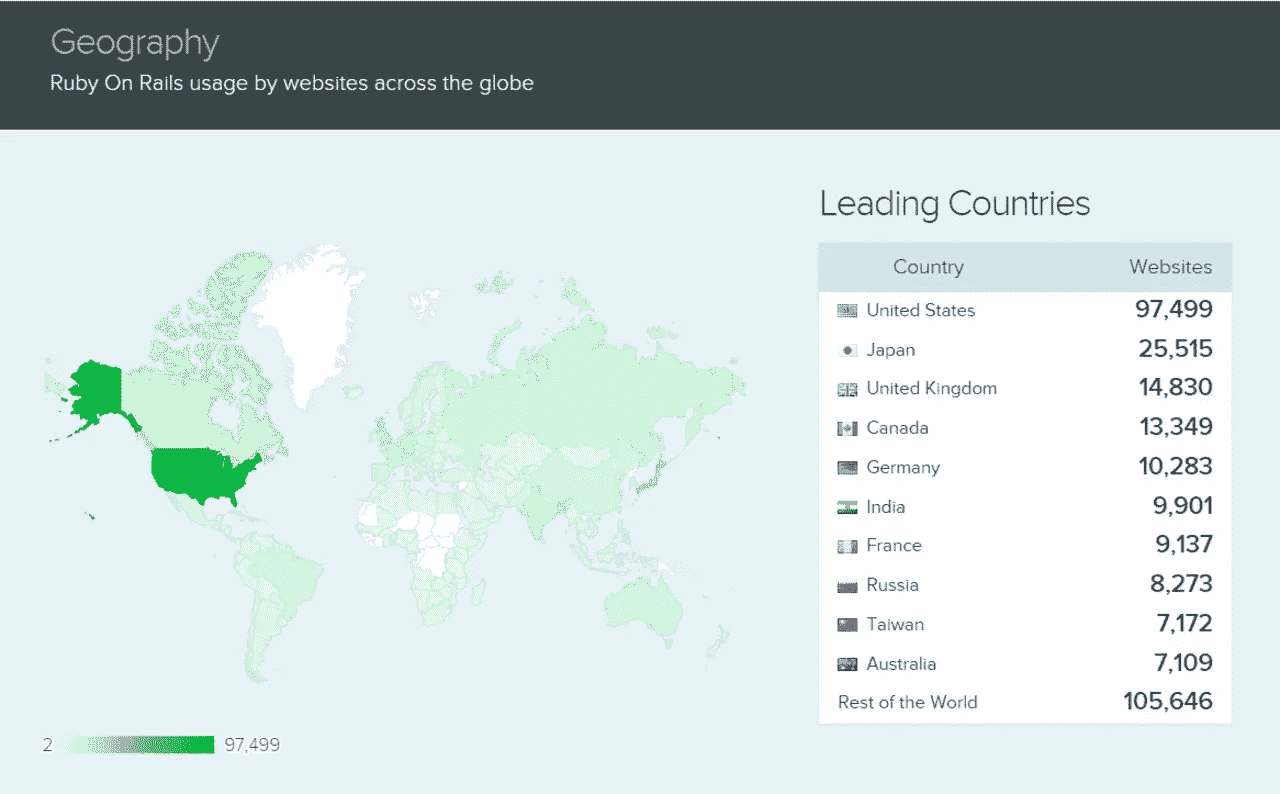 Geography
Ruby On Rails usage by websites across the globe
Leading Countries
Country Websites
United States 97,499
Japan 25,515
United Kingdom 14,830
Canada 13,349
Germany 10,283
India 9,901
France 9,137
Russia 8,273
Taiwan 7,172
Australia 7,109
Rest of the World 105,646
2 97,499